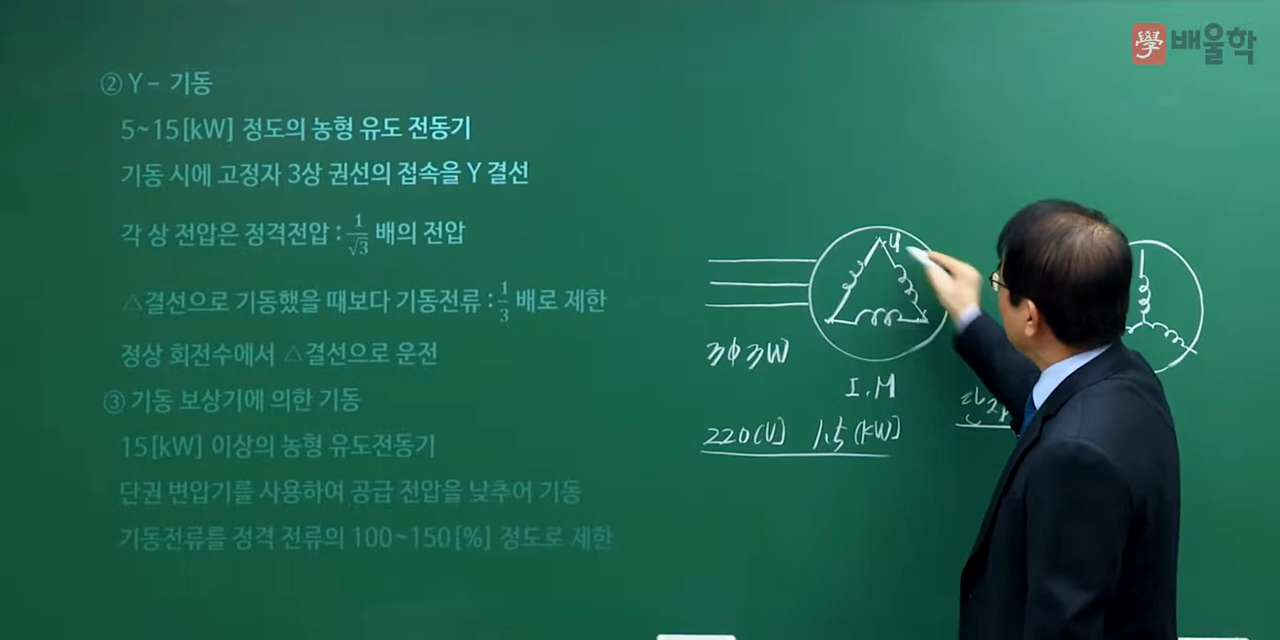 學 배울학
② Y – 기동
5~15[kW] 정도의 농형 유도 전동기
기동 시에 고정자 3상 권선의 접속을 Y 결선
각 상 전압은 정격전압 : 1/√3 배의 전압
△결선으로 기동했을 때보다 기동전류 : 1/3 배로 제한
정상 회전수에서 △결선으로 운전
③ 기동 보상기에 의한 기동
15[kW] 이상의 농형 유도전동기
단권 변압기를 사용하여 공급 전압을 낮추어 기동
기동전류를 정격 전류의 100~150[%] 정도로 제한
U
3φ3W
I.M
220(V) 1.5(KW)